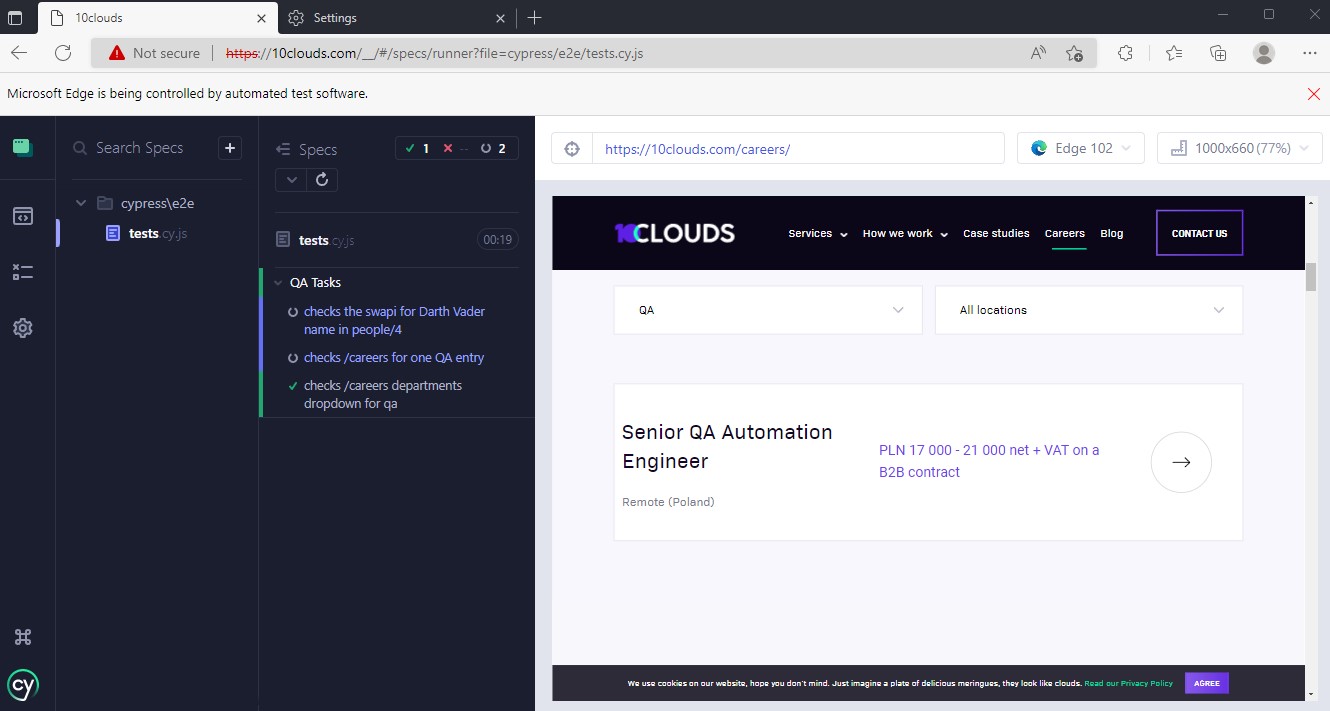 10clouds
Settings
Not secure
https://10clouds.com/__/#/specs/runner?file=cypress/e2e/tests.cy.js
Microsoft Edge is being controlled by automated test software.
Search Specs
+
Specs
1
--
2
cypress\e2e
tests.cy.js
tests.cy.js
00:19
QA Tasks
checks the swapi for Darth Vader
name in people/4
checks /careers for one QA entry
checks /careers departments
dropdown for qa
cy
https://10clouds.com/careers/
Edge 102
1000x660 (77%)
10CLOUDS
Services
How we work
Case studies
Careers
Blog
CONTACT US
QA
All locations
Senior QA Automation
Engineer
Remote (Poland)
PLN 17 000 - 21 000 net + VAT on a
B2B contract
We use cookies on our website, hope you don't mind. Just imagine a plate of delicious meringues, they look like clouds. Read our Privacy Policy
AGREE